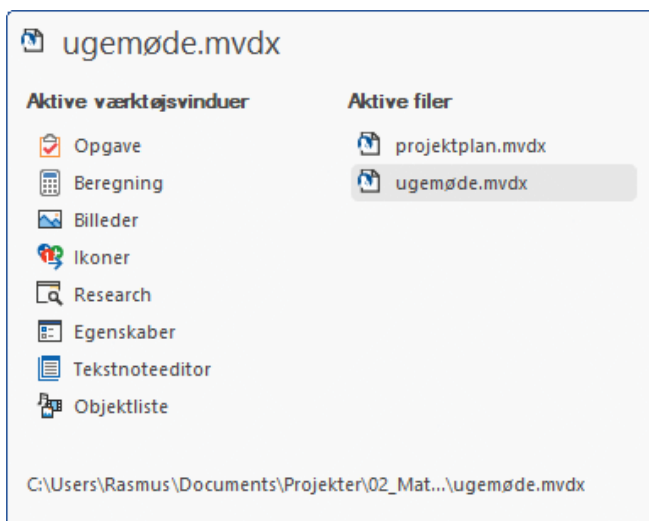 ugemøde.mvdx
Aktive værktøjsvinduer
Opgave
Beregning
Billeder
Ikoner
Research
Egenskaber
Tekstnoteeditor
Objektliste
Aktive filer
projektplan.mvdx
ugemøde.mvdx
C:\Users\Rasmus\Documents\Projekter\02_Mat...\ugemøde.mvdx